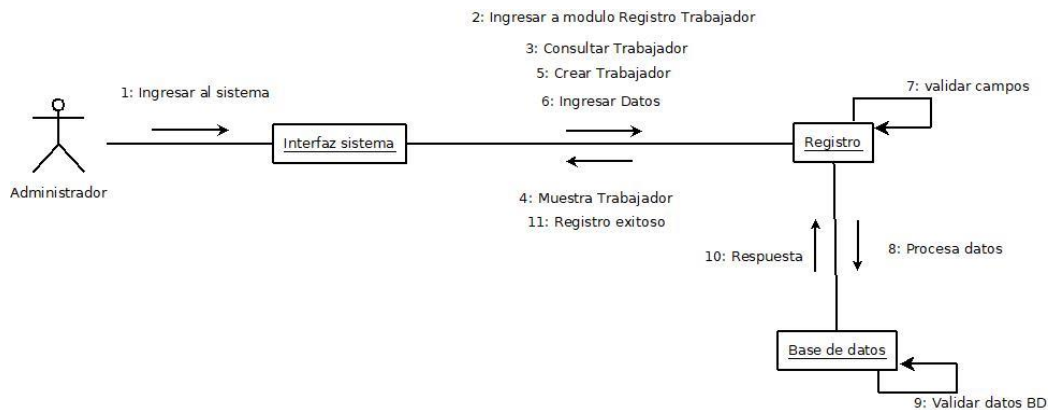 2: Ingresar a modulo Registro Trabajador
3: Consultar Trabajador
5: Crear Trabajador
6: Ingresar Datos
1: Ingresar al sistema
7: validar campos
Interfaz sistema
Registro
Administrador
4: Muestra Trabajador
11: Registro exitoso
10: Respuesta
8: Procesa datos
Base de datos
9: Validar datos BD